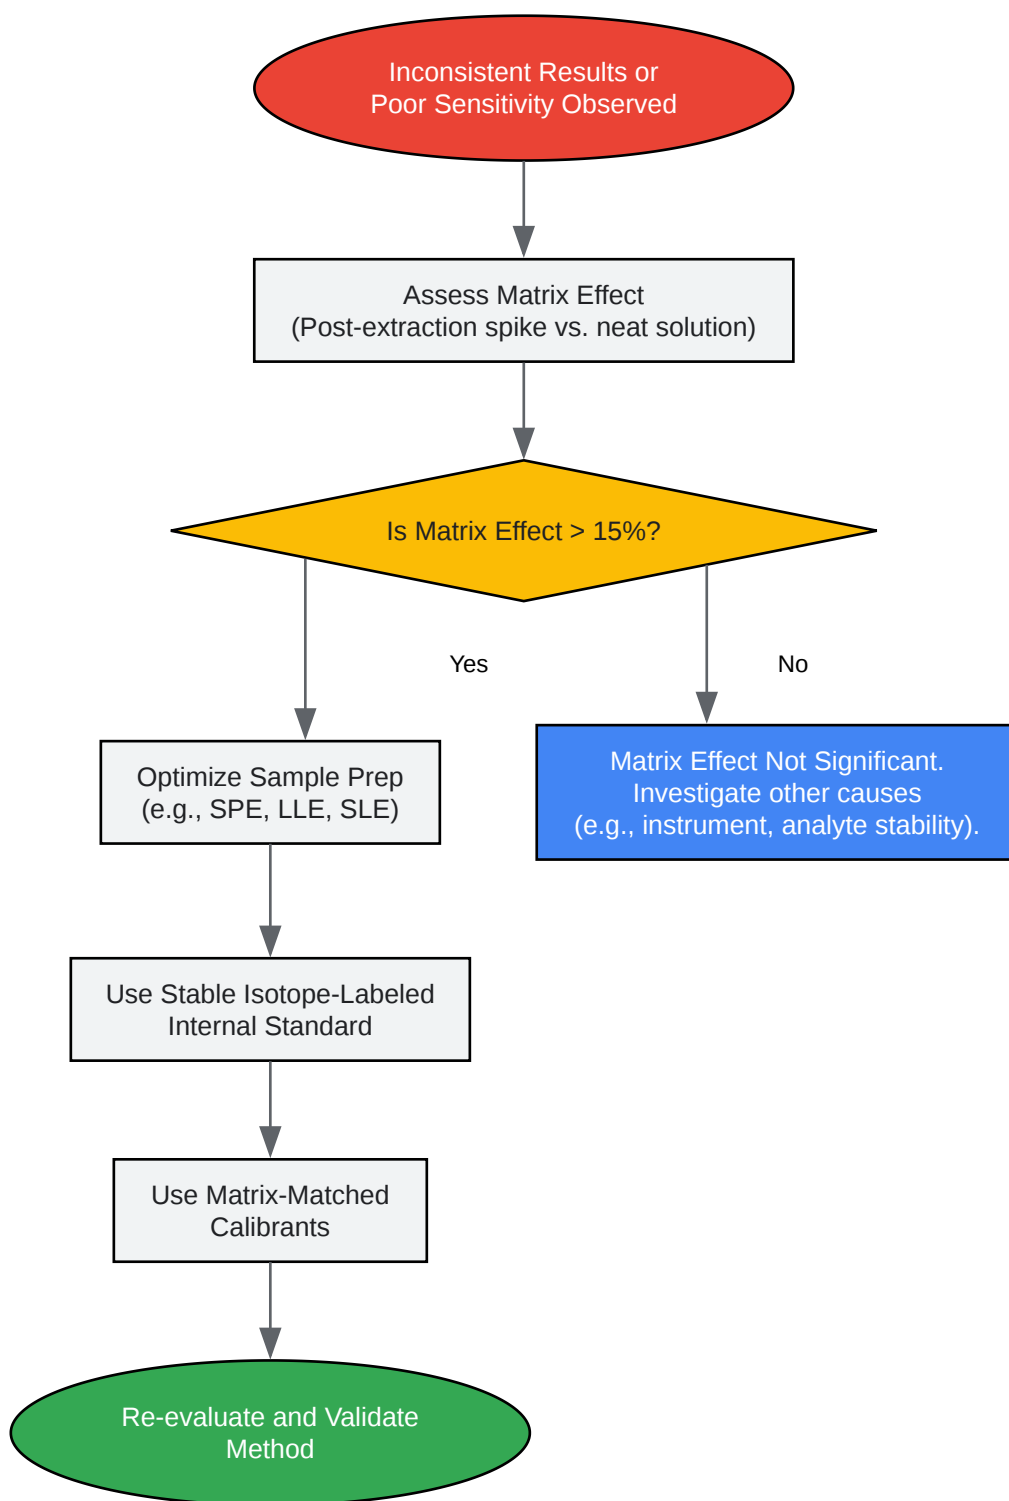 Inconsistent Results or
Poor Sensitivity Observed
Assess Matrix Effect
(Post-extraction spike vs. neat solution)
Is Matrix Effect > 15%?
Yes
No
Optimize Sample Prep
(e.g., SPE, LLE, SLE)
Matrix Effect Not Significant.
Investigate other causes
(e.g., instrument, analyte stability).
Use Stable Isotope-Labeled
Internal Standard
Use Matrix-Matched
Calibrants
Re-evaluate and Validate
Method